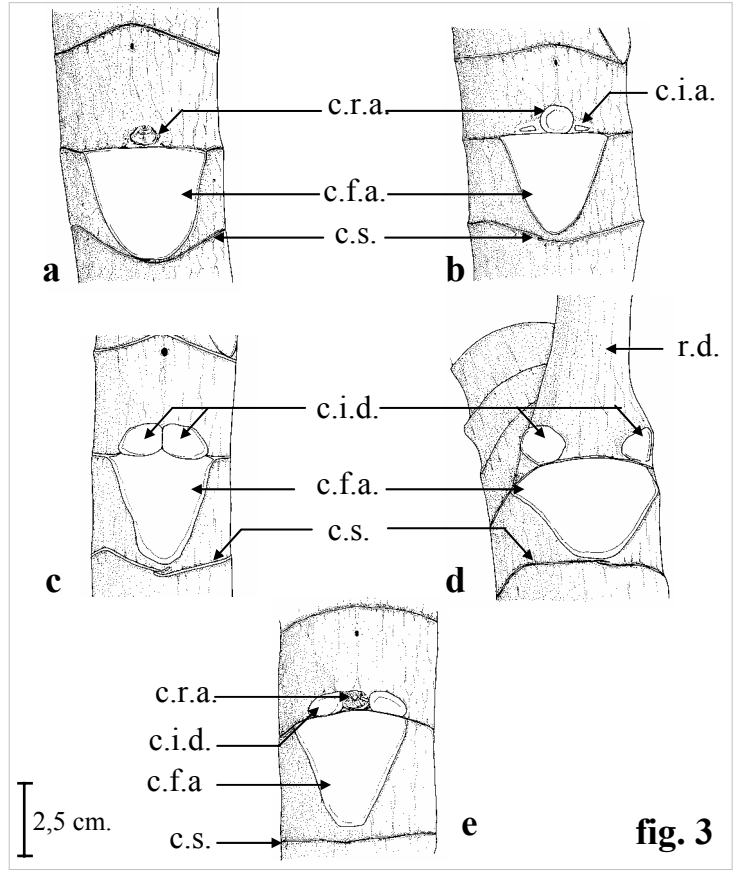 c.r.a.
c.i.a.
c.f.a.
c.s.
a
b
r.d.
c.i.d.
c.f.a.
c.s.
c
d
c.r.a.
c.i.d.
c.f.a
c.s.
2,5 cm.
e
fig. 3